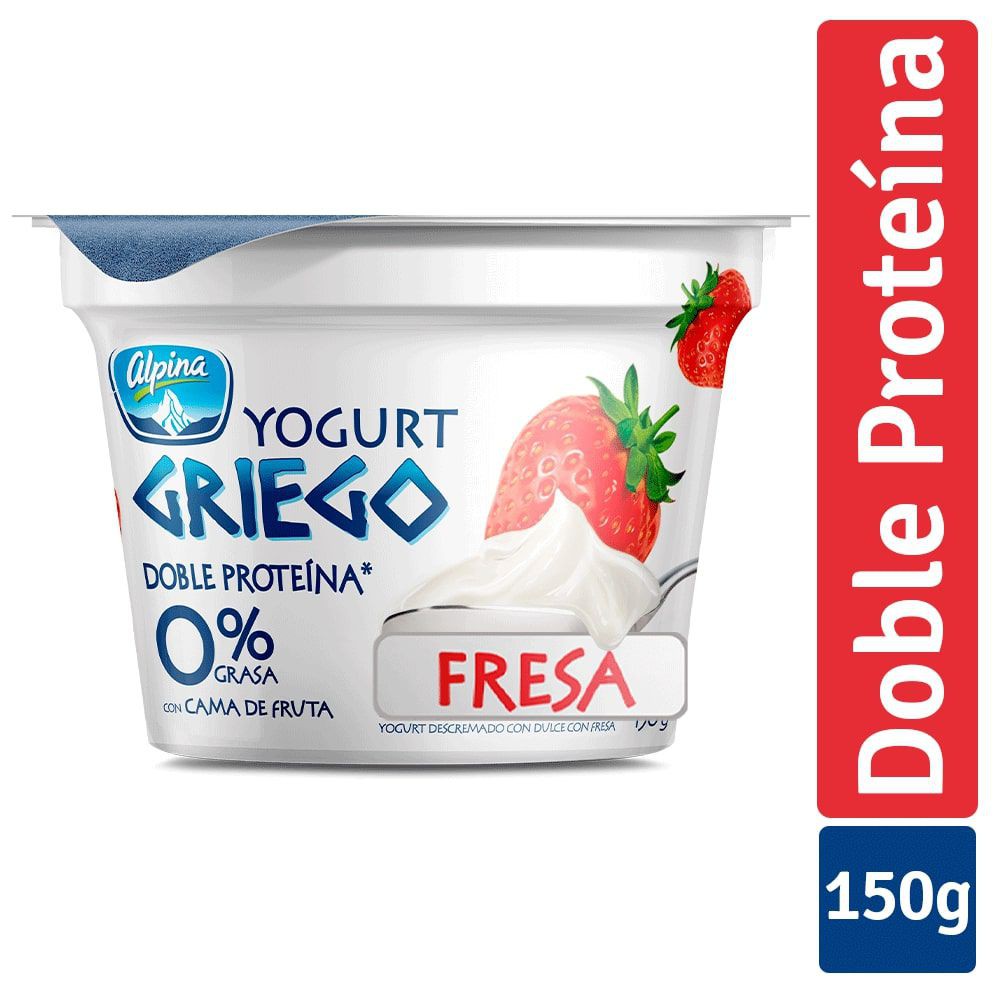 alpina
YOGURT
GRIEGO
DOBLE PROTEÍNA*
0% GRASA
CON CAMA DE FRUTA
FRESA
YOGURT DESCREMADO CON DULCE CON FRESA 150 g
Doble Proteína
150g